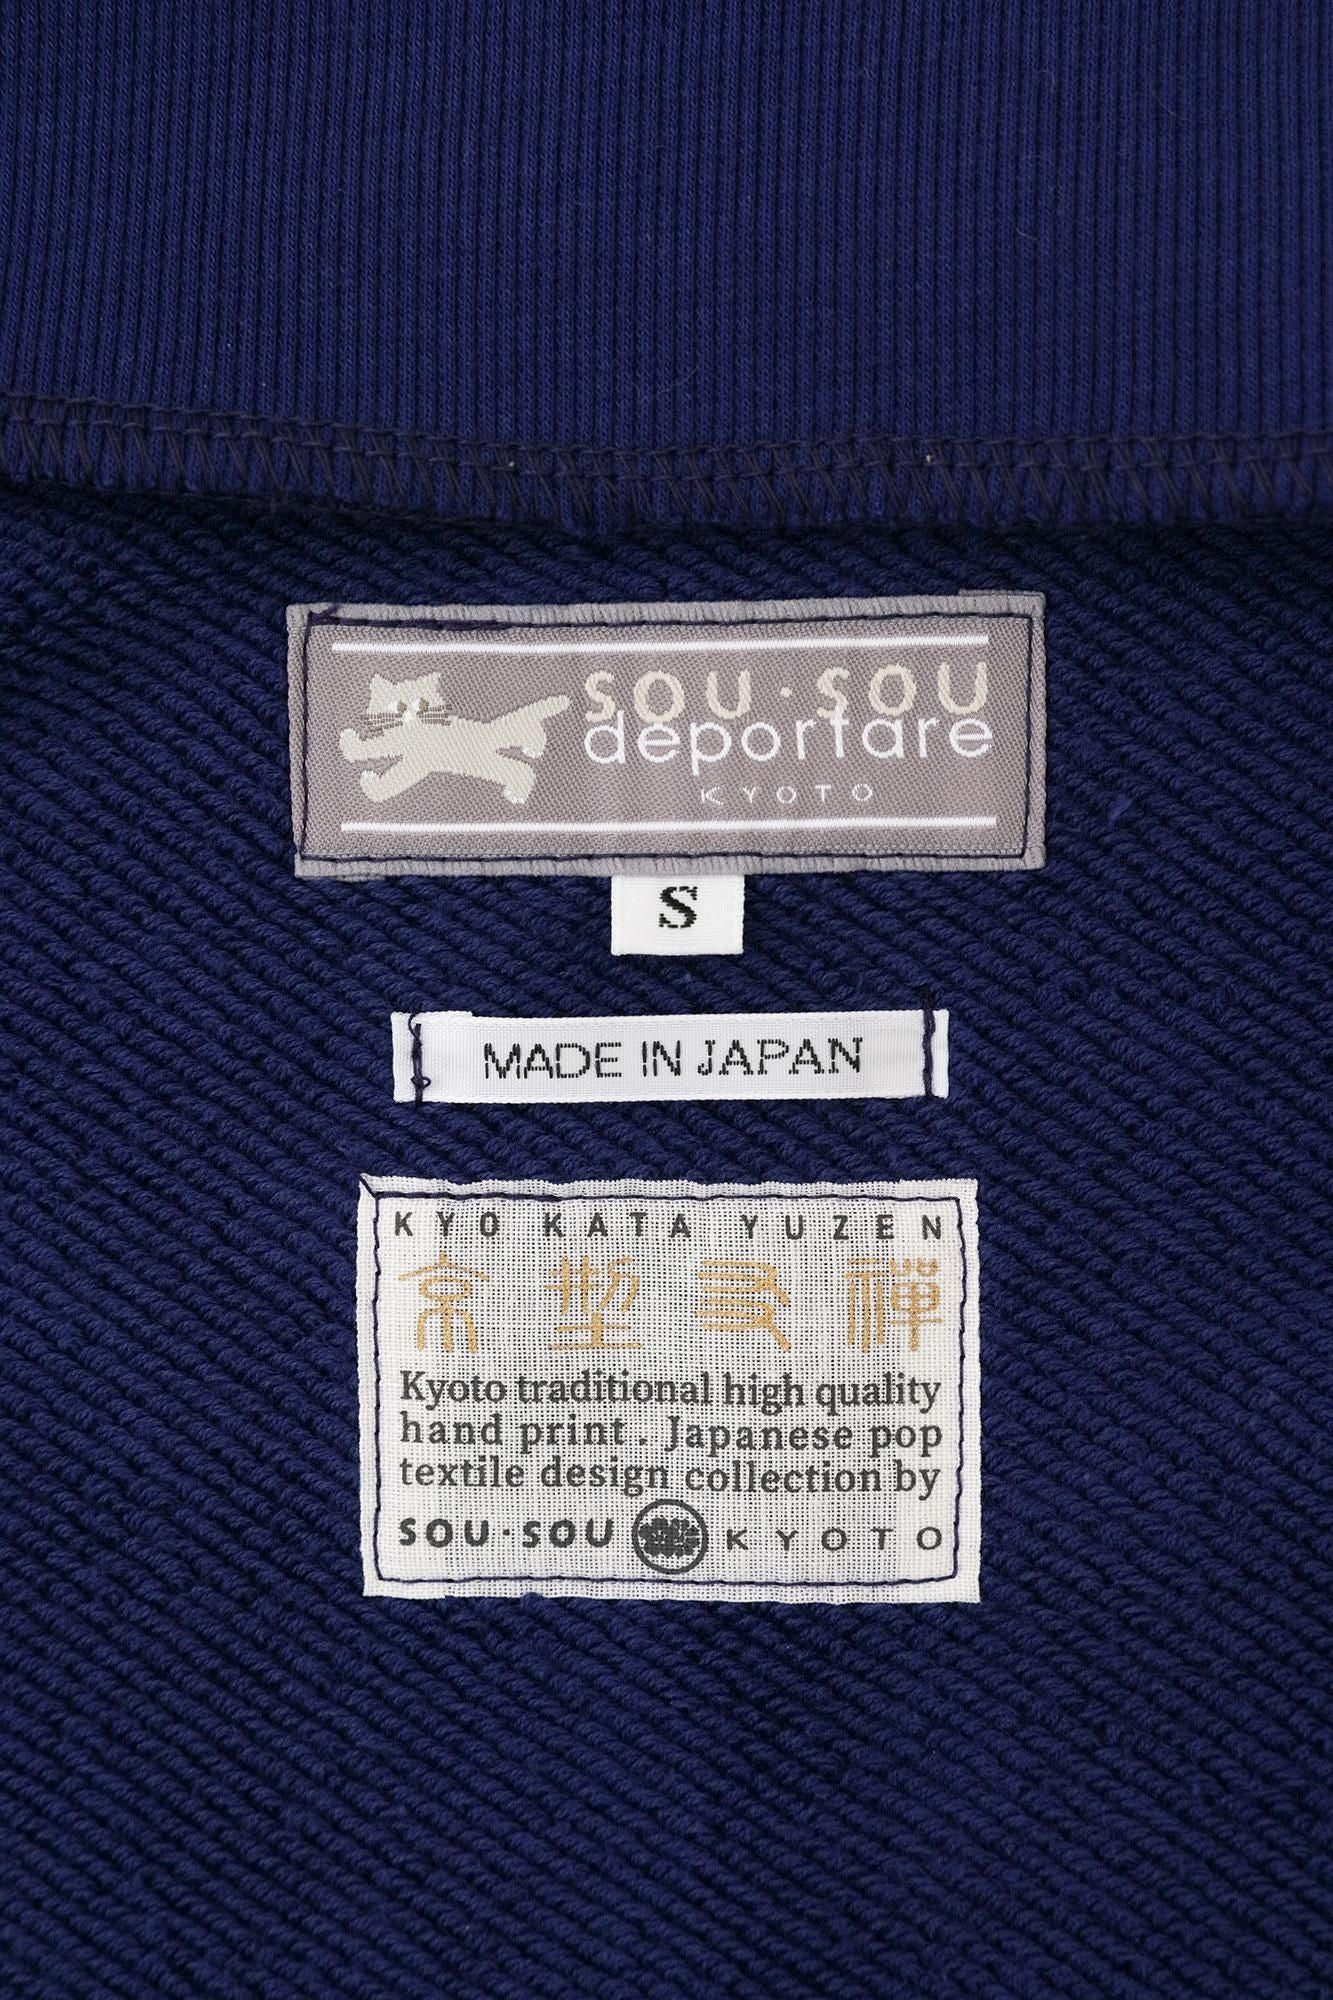 SOU・SOU
deportare
KYOTO
S
MADE IN JAPAN
KYO KATA YUZEN
京型友禅
Kyoto traditional high quality
hand print. Japanese pop
textile design collection by
SOU・SOU KYOTO